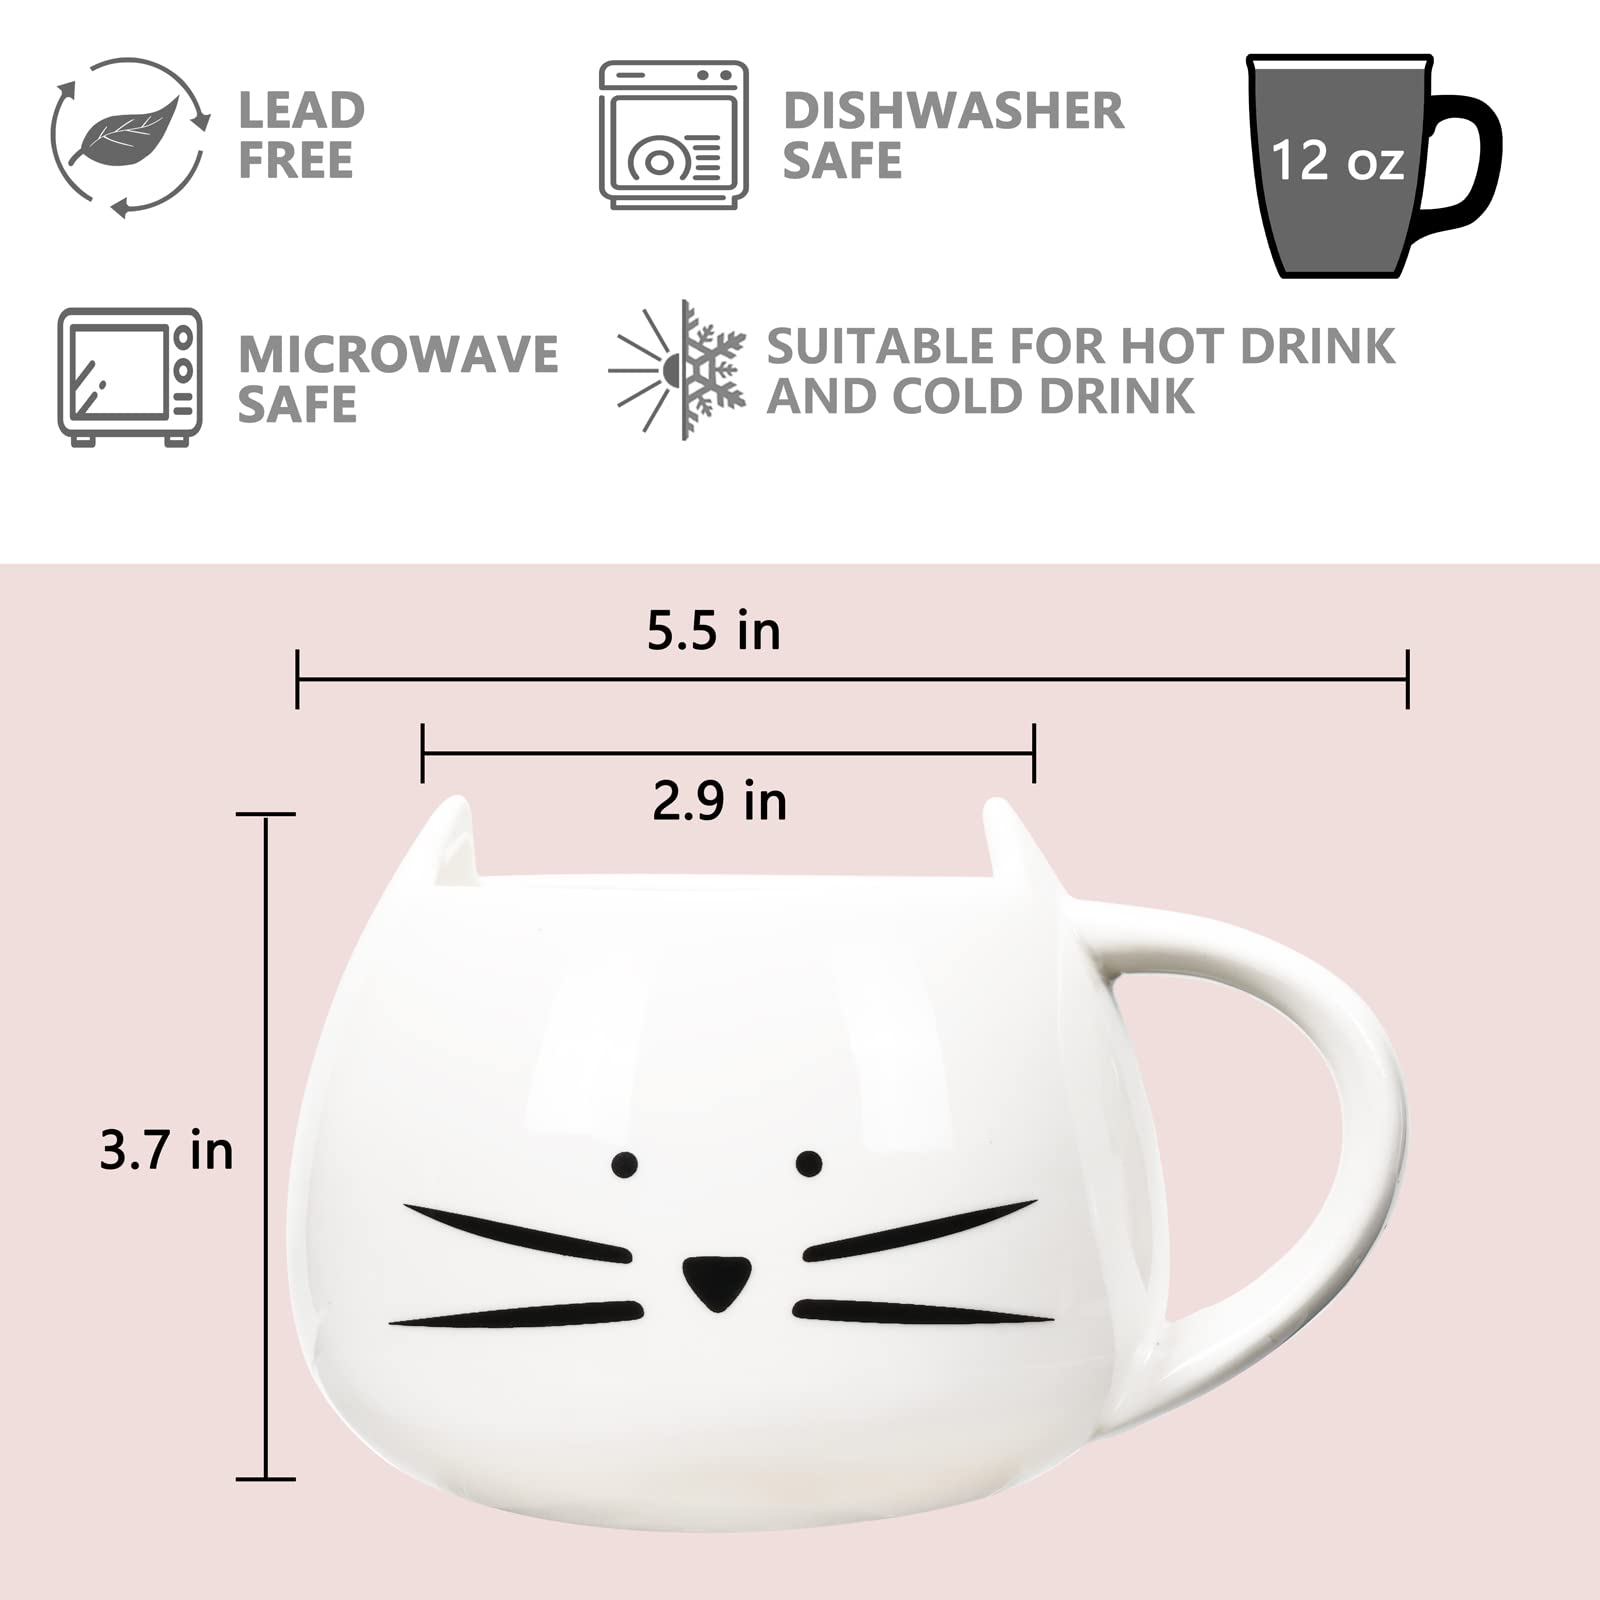 LEAD
FREE
DISHWASHER
SAFE
12 oz
MICROWAVE
SAFE
SUITABLE FOR HOT DRINK
AND COLD DRINK
5.5 in
2.9 in
3.7 in